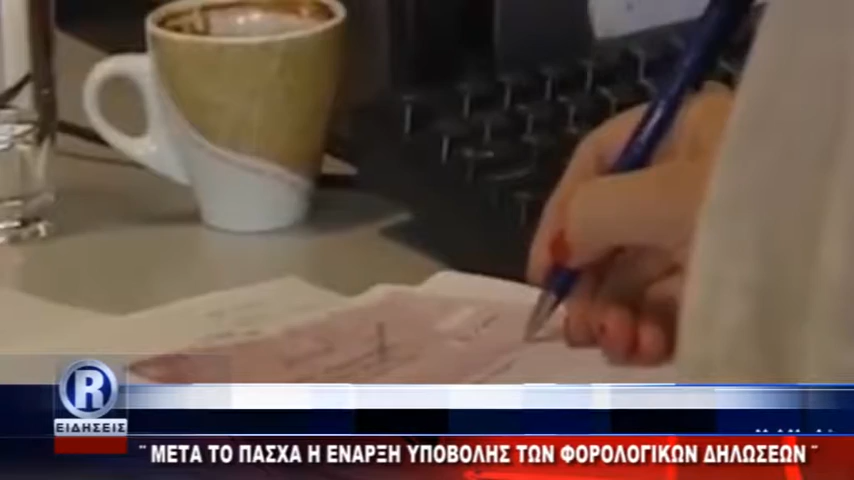 R
ΕΙΔΗΣΕΙΣ
¨ ΜΕΤΑ ΤΟ ΠΑΣΧΑ Η ΕΝΑΡΞΗ ΥΠΟΒΟΛΗΣ ΤΩΝ ΦΟΡΟΛΟΓΙΚΩΝ ΔΗΛΩΣΕΩΝ ¨